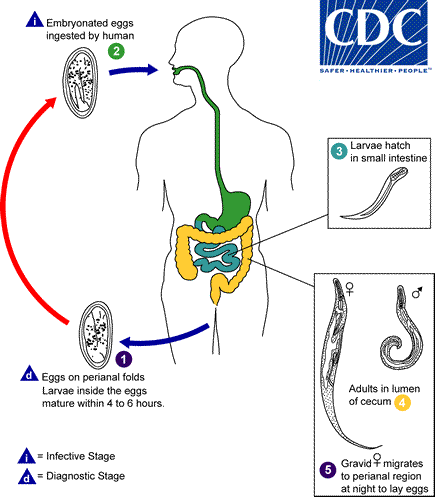 i Embryonated eggs
ingested by human
2
CDC
SAFER • HEALTHIER • PEOPLE™
3 Larvae hatch
in small intestine
1
d Eggs on perianal folds
Larvae inside the eggs
mature within 4 to 6 hours.
♀ ♂
Adults in lumen
of cecum 4
5 Gravid ♀ migrates
to perianal region
at night to lay eggs
i = Infective Stage
d = Diagnostic Stage